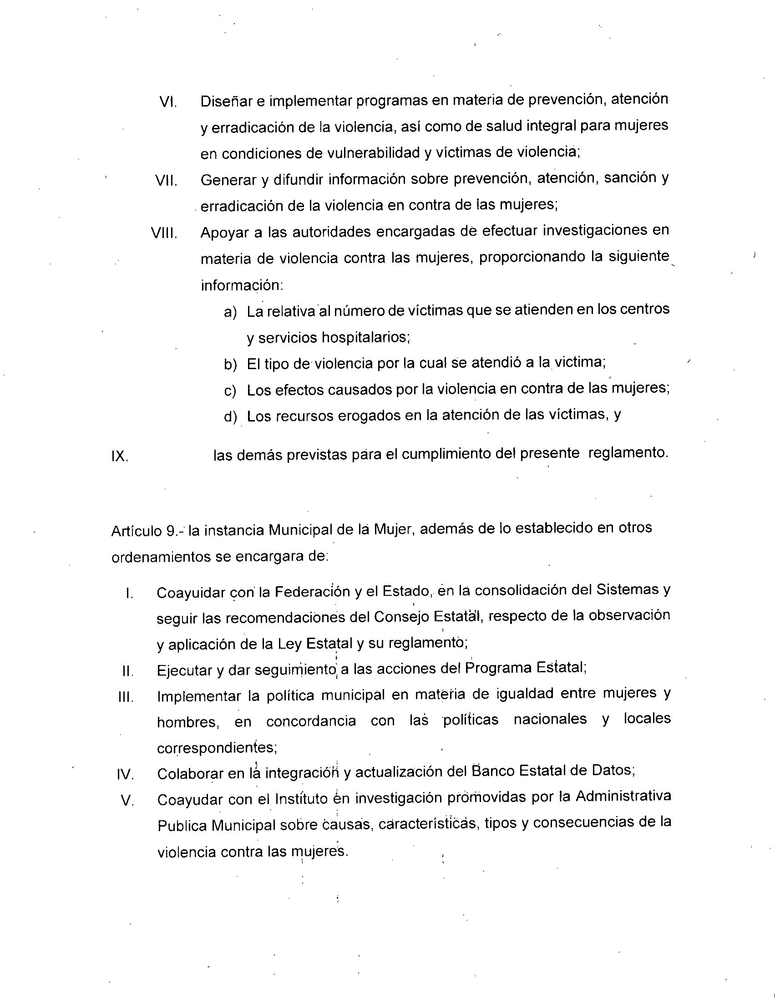 VI. Diseñar e implementar programas en materia de prevención, atención
y erradicación de la violencia, así como de salud integral para mujeres
en condiciones de vulnerabilidad y víctimas de violencia;
VII. Generar y difundir información sobre prevención, atención, sanción y
erradicación de la violencia en contra de las mujeres;
VIII. Apoyar a las autoridades encargadas de efectuar investigaciones en
materia de violencia contra las mujeres, proporcionando la siguiente
información:
a) La relativa al número de víctimas que se atienden en los centros
y servicios hospitalarios;
b) El tipo de violencia por la cual se atendió a la victima;
c) Los efectos causados por la violencia en contra de las mujeres;
d) Los recursos erogados en la atención de las víctimas, y
IX. las demás previstas para el cumplimiento del presente reglamento.
Artículo 9.- la instancia Municipal de la Mujer, además de lo establecido en otros
ordenamientos se encargara de:
I. Coayuidar con la Federación y el Estado, en la consolidación del Sistemas y
seguir las recomendaciones del Consejo Estatal, respecto de la observación
y aplicación de la Ley Estatal y su reglamento;
II. Ejecutar y dar seguimiento a las acciones del Programa Estatal;
III. Implementar la política municipal en materia de igualdad entre mujeres y
hombres, en concordancia con las políticas nacionales y locales
correspondientes;
IV. Colaborar en la integración y actualización del Banco Estatal de Datos;
V. Coayudar con el Instituto en investigación promovidas por la Administrativa
Publica Municipal sobre causas, características, tipos y consecuencias de la
violencia contra las mujeres.